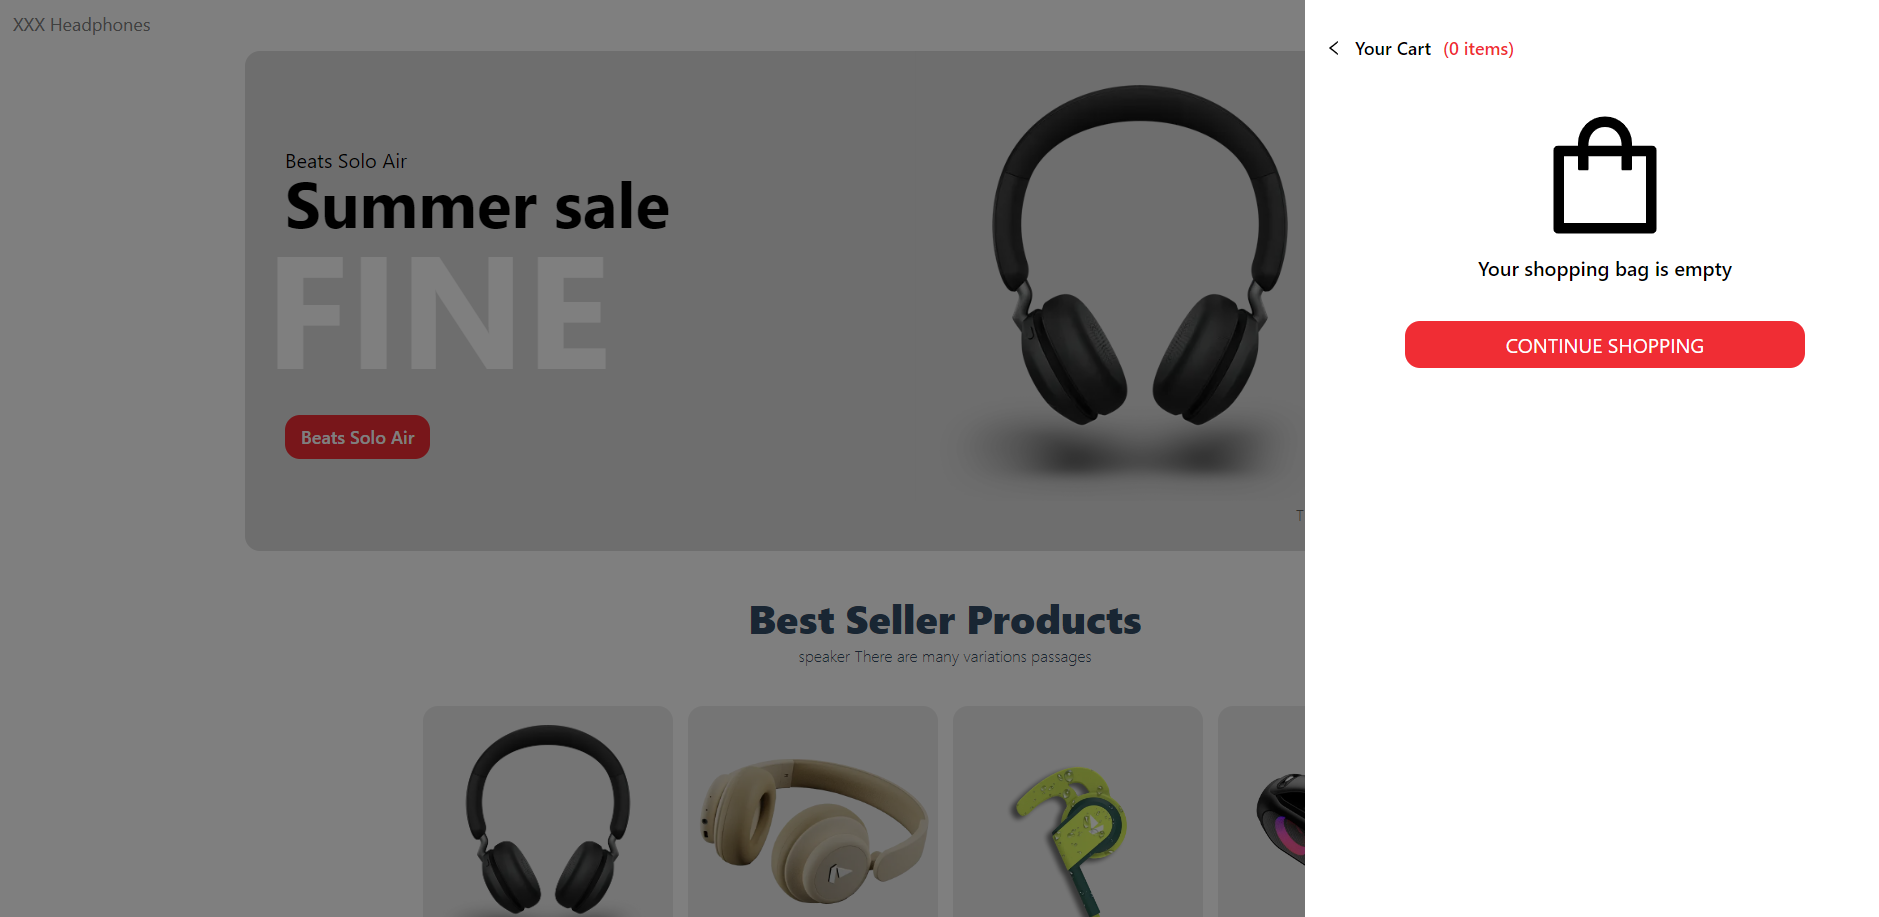 XXX Headphones
Beats Solo Air
Summer sale
FINE
Beats Solo Air
Best Seller Products
speaker There are many variations passages
Your Cart (0 items)
Your shopping bag is empty
CONTINUE SHOPPING